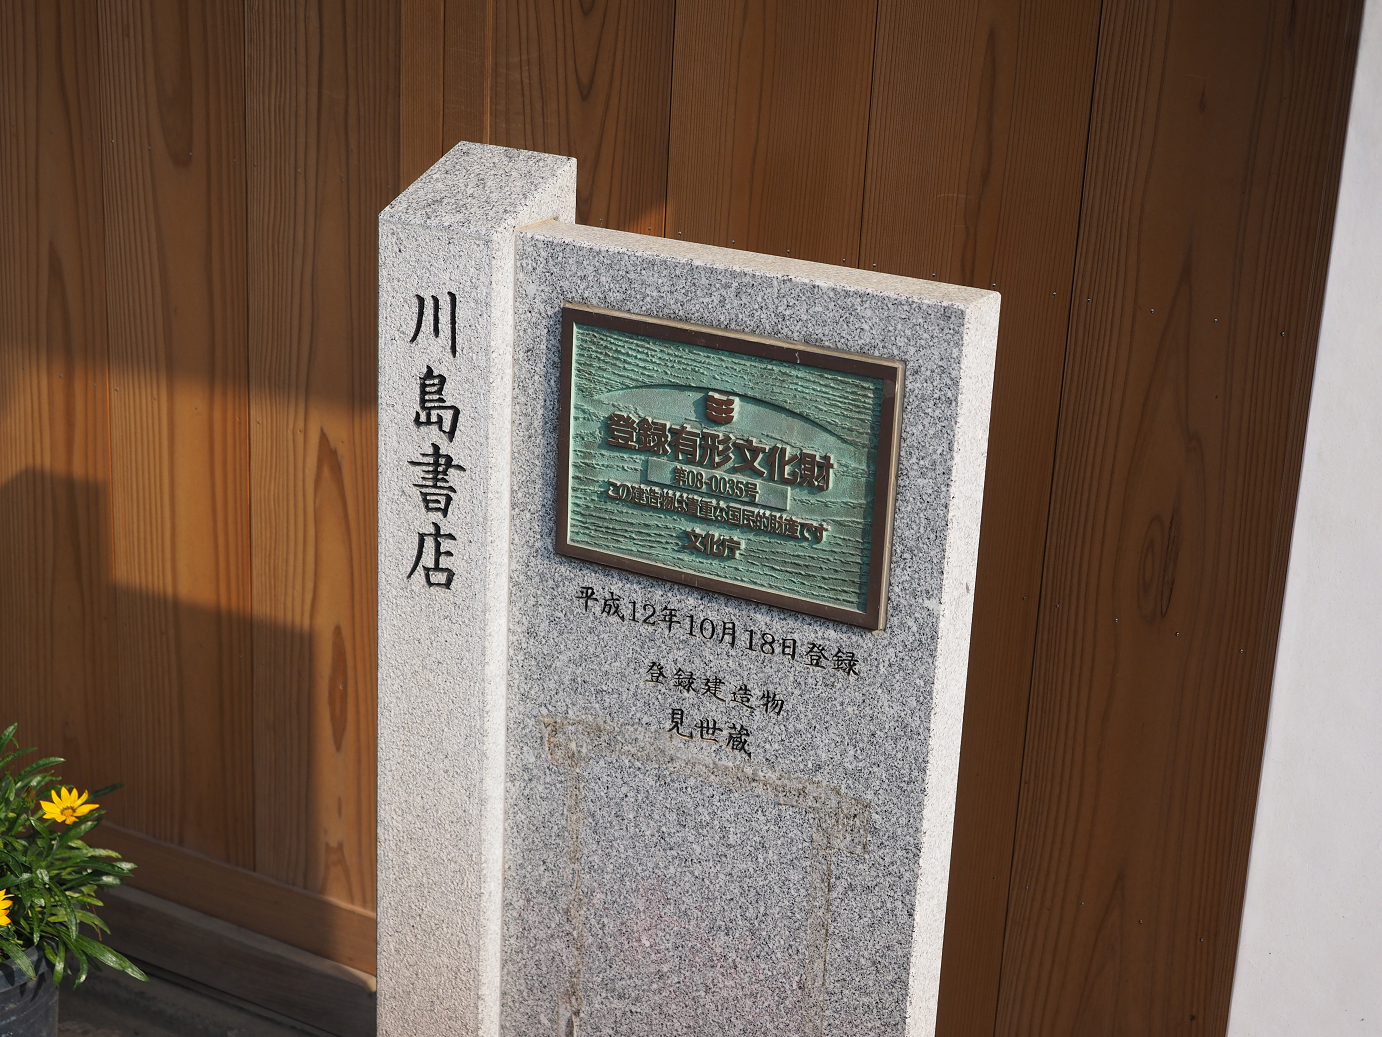 川島書店
登録有形文化財
第08-0035号
この建造物は貴重な国民的財産です
文化庁
平成12年10月18日登録
登録建造物
見世蔵